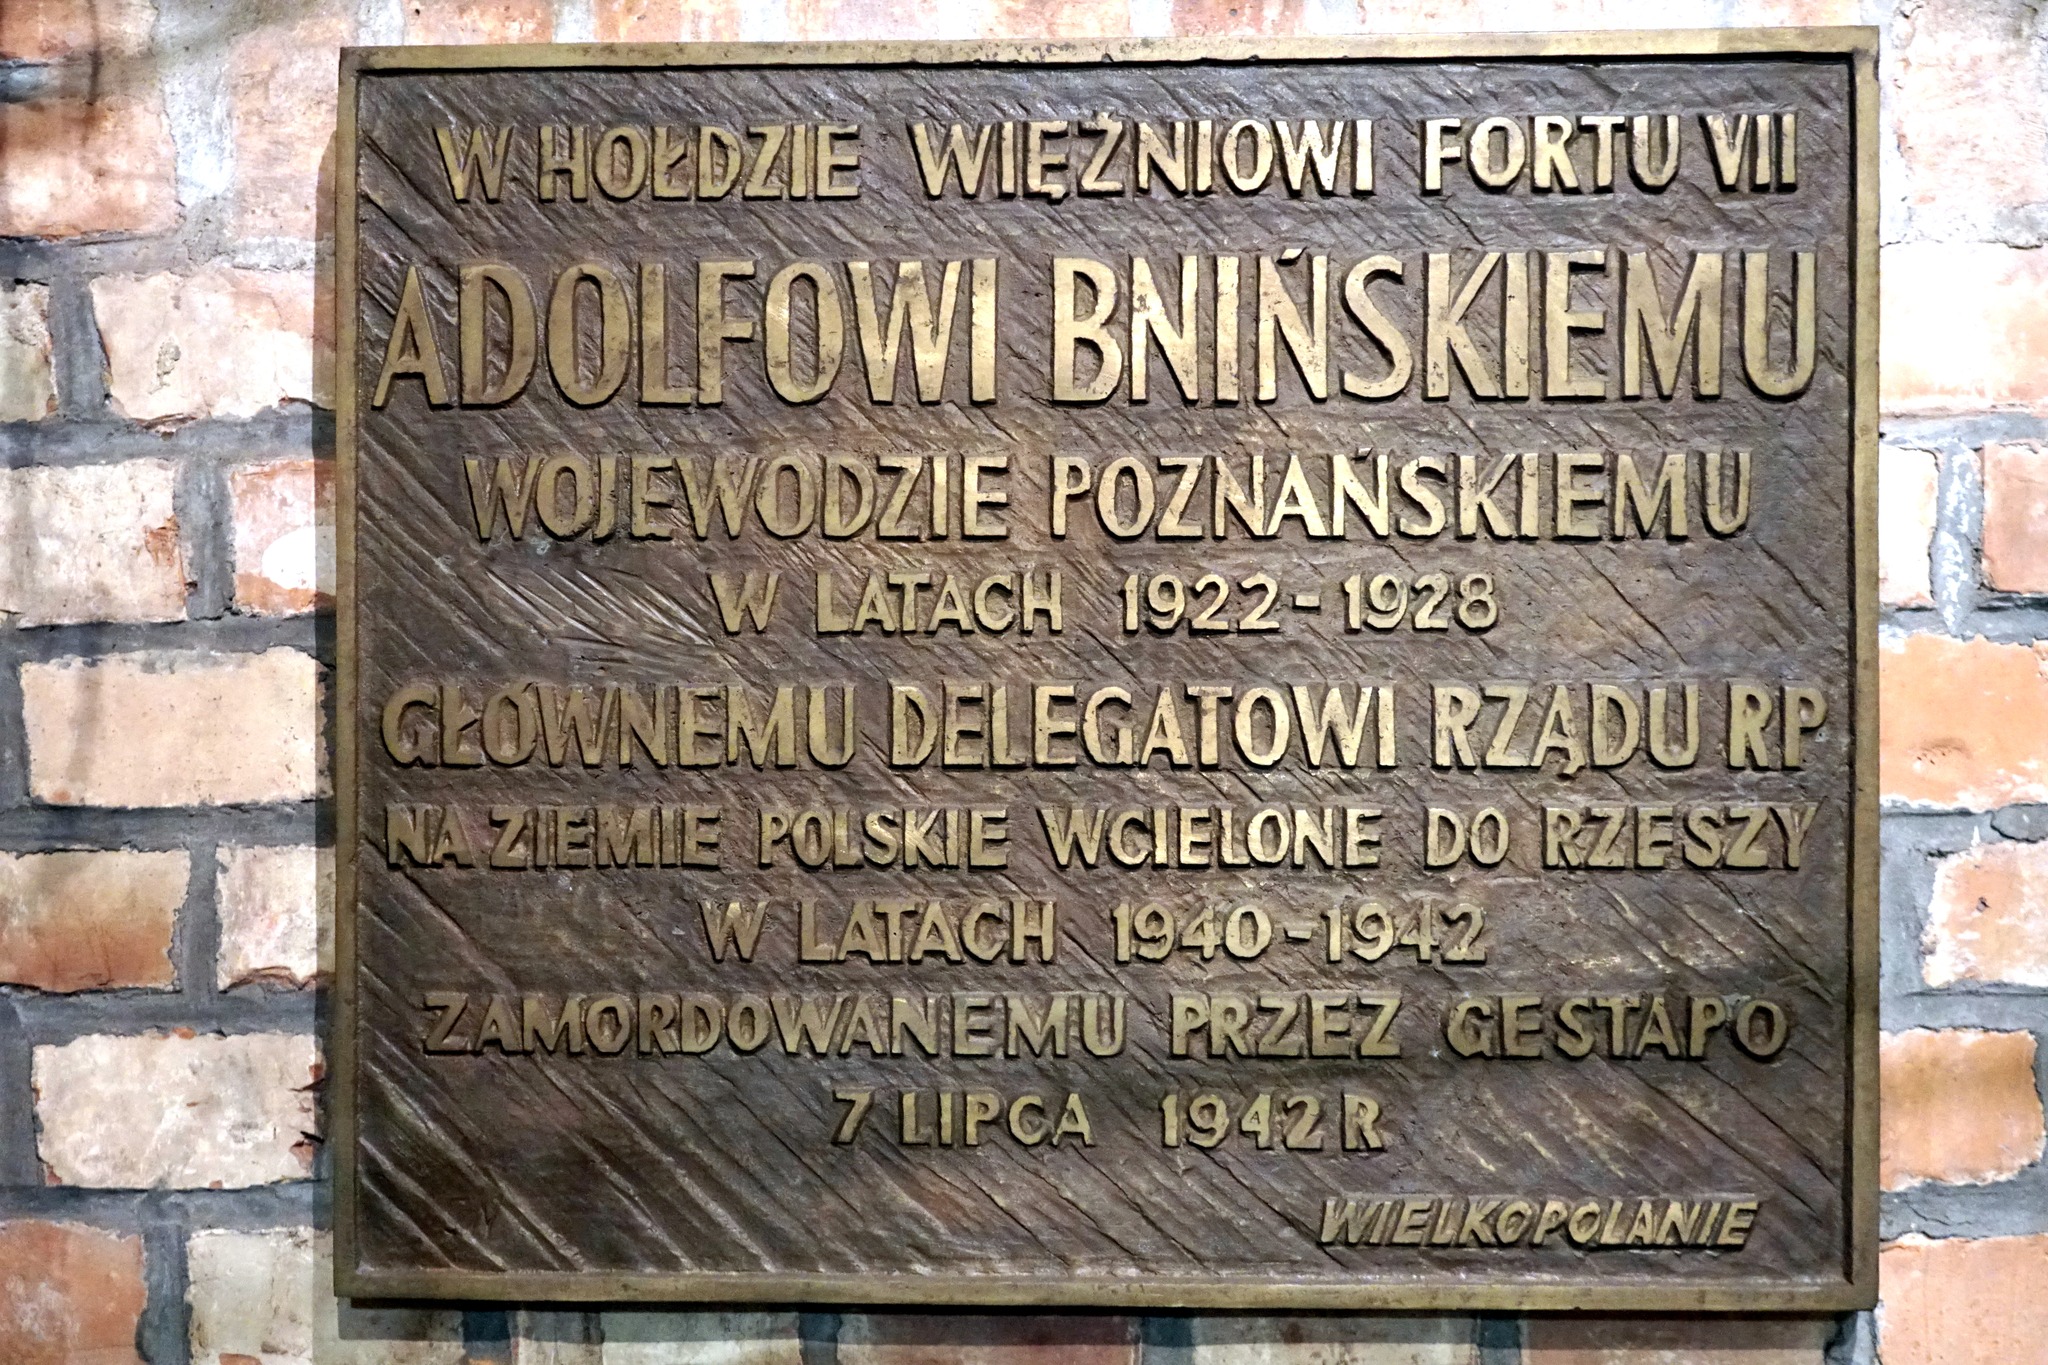 W HOŁDZIE WIĘŹNIOWI FORTU VII
ADOLFOWI BNIŃSKIEMU
WOJEWODZIE POZNAŃSKIEMU
W LATACH 1922-1928
GŁÓWNEMU DELEGATOWI RZĄDU RP
NA ZIEMIE POLSKIE WCIELONE DO RZESZY
W LATACH 1940-1942
ZAMORDOWANEMU PRZEZ GESTAPO
7 LIPCA 1942 R
WIELKOPOLANIE